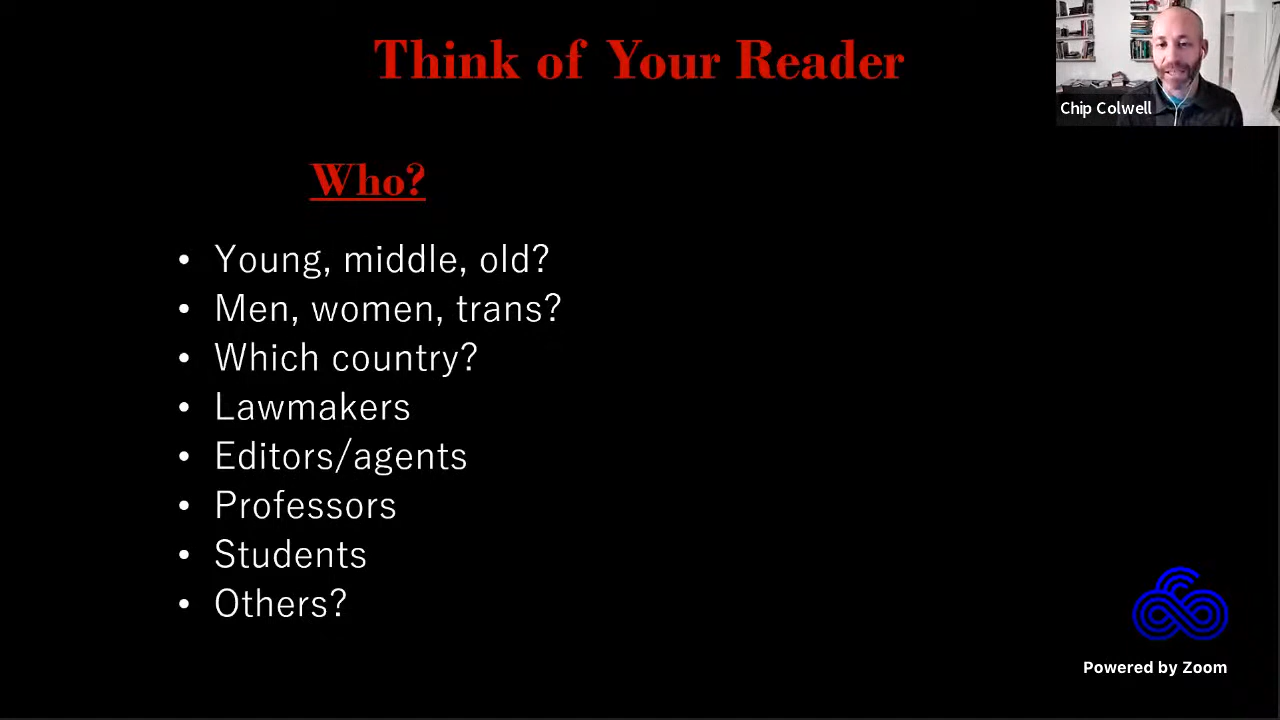 Think of Your Reader
Chip Colwell
Who?
• Young, middle, old?
• Men, women, trans?
• Which country?
• Lawmakers
• Editors/agents
• Professors
• Students
• Others?
Powered by Zoom